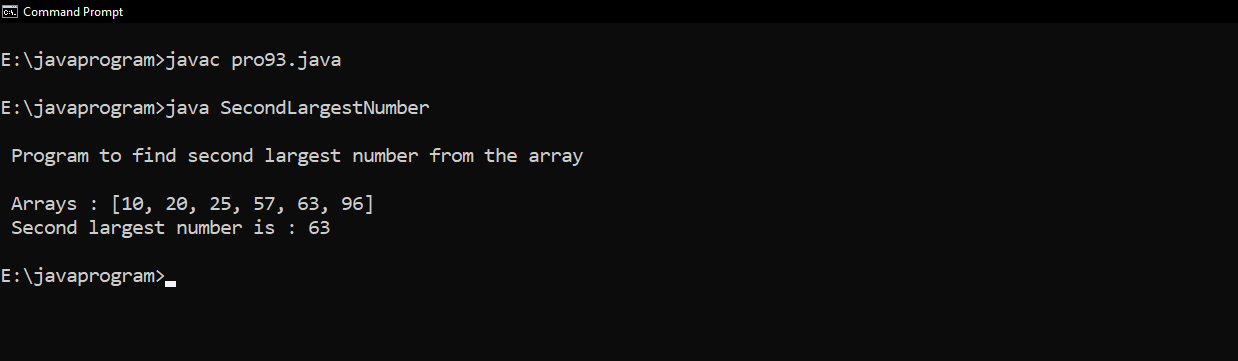 Command Prompt
E:\javaprogram>javac pro93.java
E:\javaprogram>java SecondLargestNumber
Program to find second largest number from the array
Arrays : [10, 20, 25, 57, 63, 96]
Second largest number is : 63
E:\javaprogram>